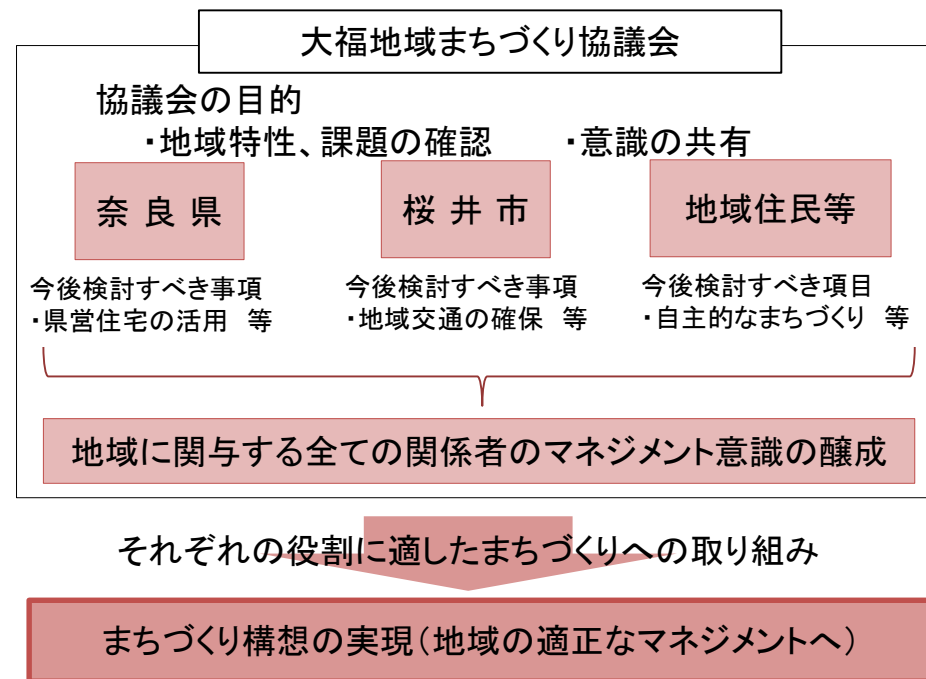 大福地域まちづくり協議会
協議会の目的
・地域特性、課題の確認　　・意識の共有
奈 良 県
桜 井 市
地域住民等
今後検討すべき事項
・県営住宅の活用　等
今後検討すべき事項
・地域交通の確保　等
今後検討すべき項目
・自主的なまちづくり　等
地域に関与する全ての関係者のマネジメント意識の醸成
それぞれの役割に適したまちづくりへの取り組み
まちづくり構想の実現（地域の適正なマネジメントへ）